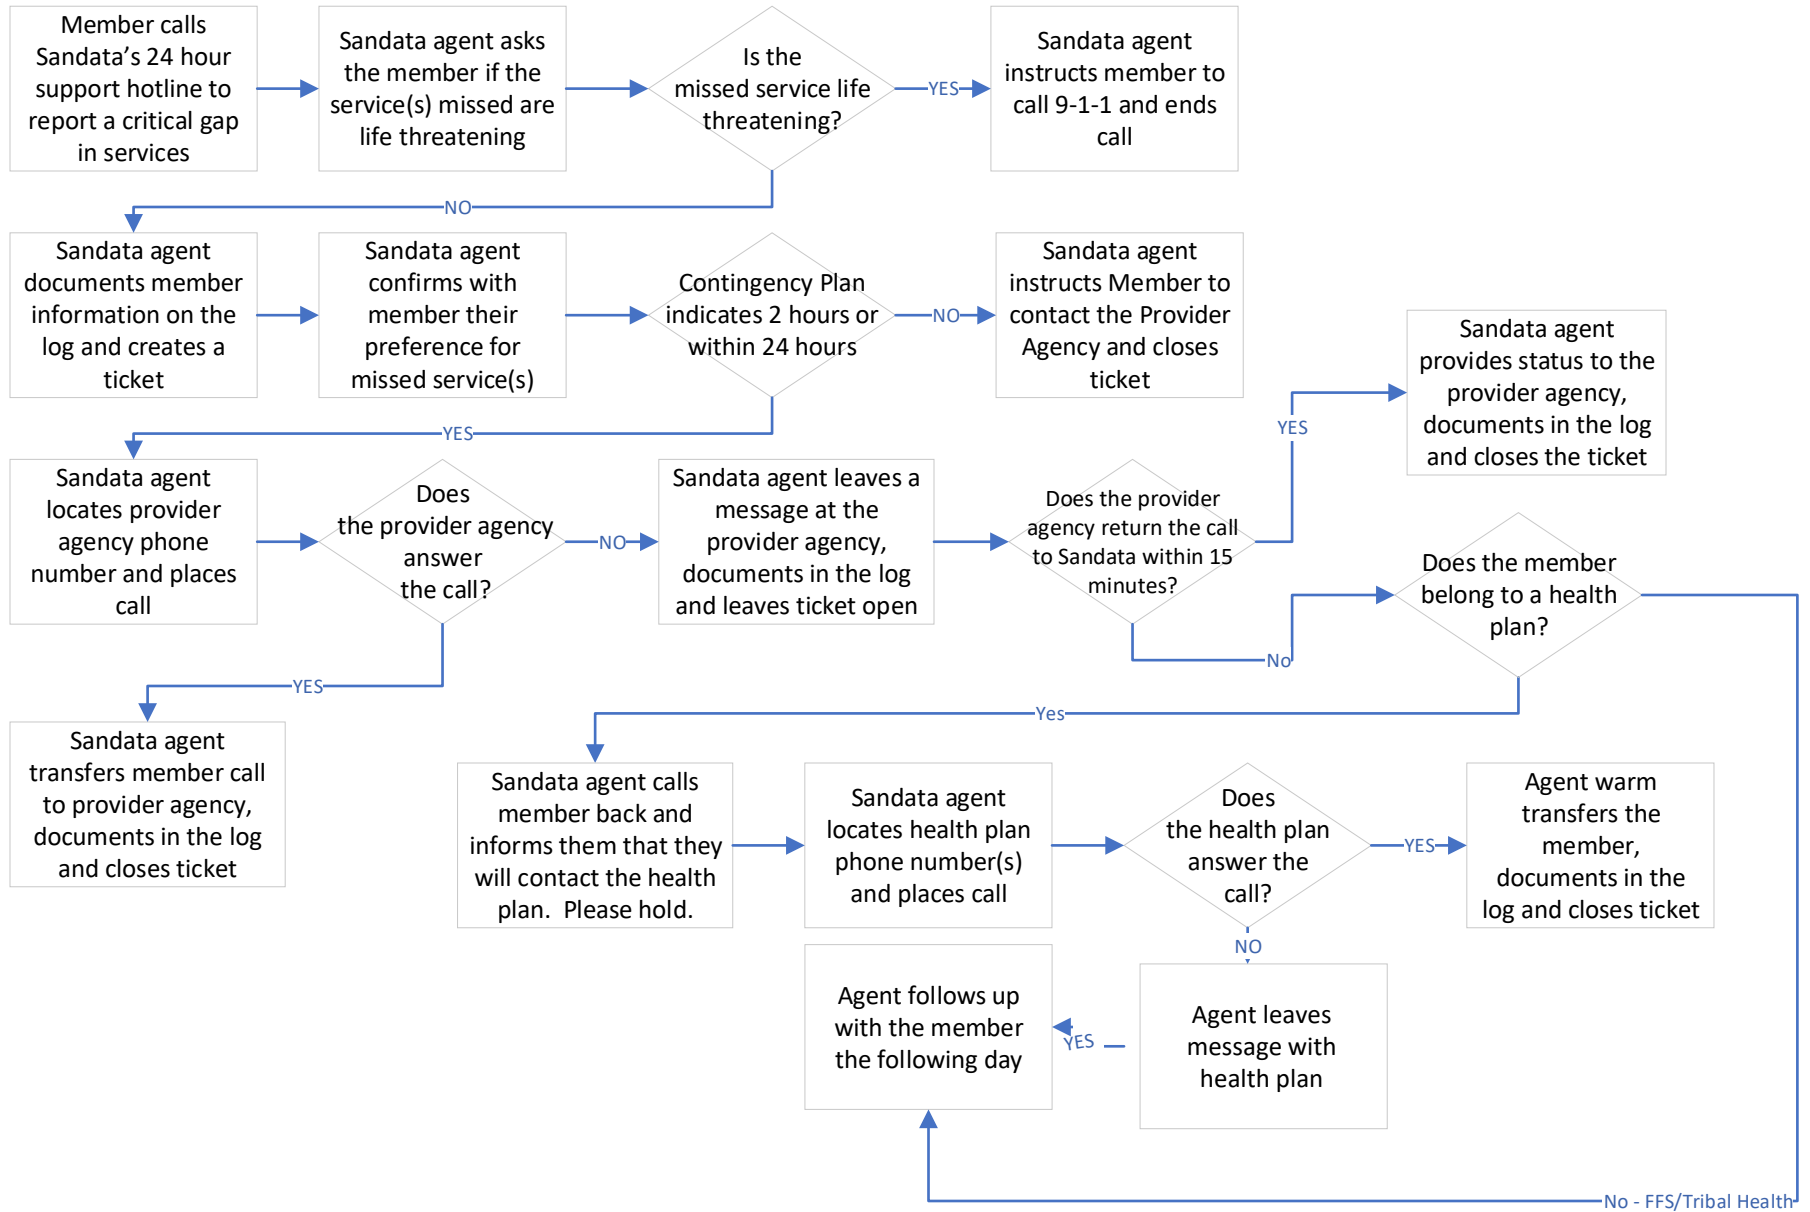 Member calls
Sandata's 24 hour
support hotline to
report a critical gap
in services
Sandata agent asks
the member if the
service(s) missed are
life threatening
Is the
missed service life
threatening?
YES
Sandata agent
instructs member to
call 9-1-1 and ends
call
NO
Sandata agent
documents member
information on the
log and creates a
ticket
Sandata agent
confirms with
member their
preference for
missed service(s)
Contingency Plan
indicates 2 hours or
within 24 hours
NO
Sandata agent
instructs Member to
contact the Provider
Agency and closes
ticket
YES
Sandata agent
locates provider
agency phone
number and places
call
Does
the provider agency
answer
the call?
NO
Sandata agent leaves a
message at the
provider agency,
documents in the log
and leaves ticket open
Does the provider
agency return the call
to Sandata within 15
minutes?
YES
Sandata agent
provides status to the
provider agency,
documents in the log
and closes the ticket
No
Does the member
belong to a health
plan?
YES
Sandata agent
transfers member call
to provider agency,
documents in the log
and closes ticket
Yes
Sandata agent calls
member back and
informs them that they
will contact the health
plan.  Please hold.
Sandata agent
locates health plan
phone number(s)
and places call
Does
the health plan
answer the
call?
YES
Agent warm
transfers the
member,
documents in the
log and closes ticket
NO
Agent leaves
message with
health plan
YES
Agent follows up
with the member
the following day
No - FFS/Tribal Health